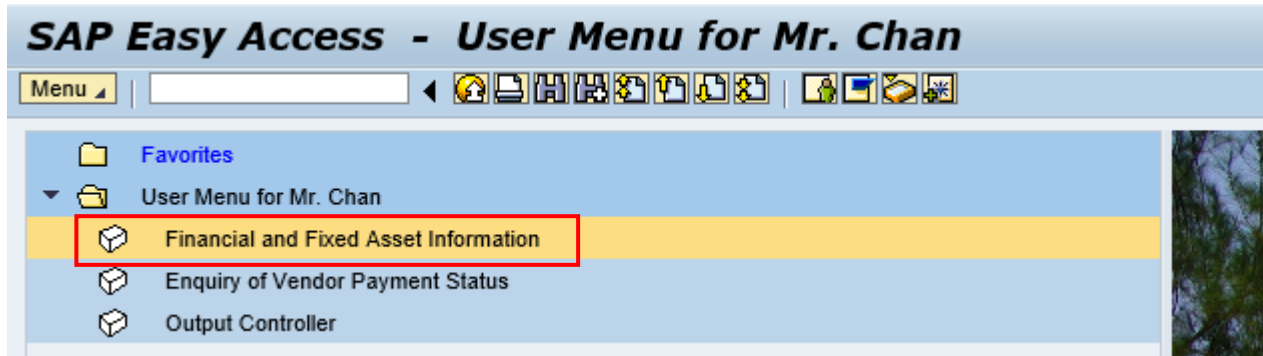 SAP Easy Access - User Menu for Mr. Chan
Menu
Favorites
User Menu for Mr. Chan
Financial and Fixed Asset Information
Enquiry of Vendor Payment Status
Output Controller